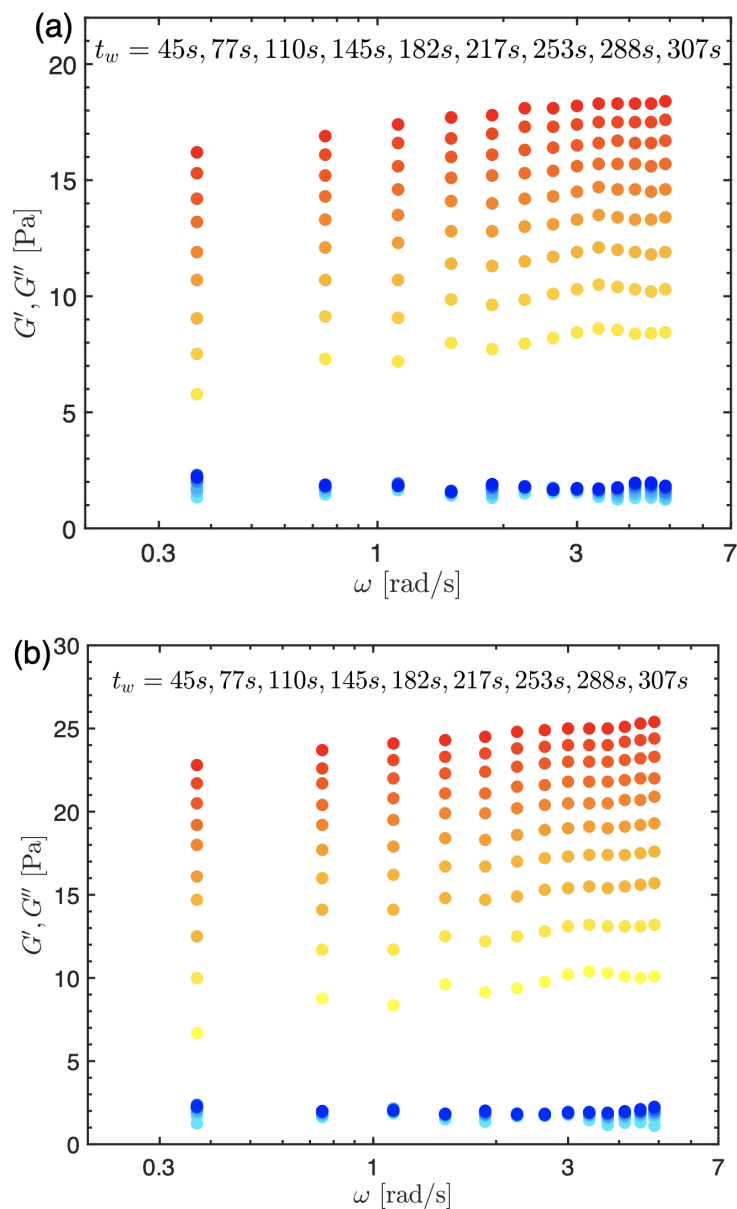 (a)
t_w = 45s, 77s, 110s, 145s, 182s, 217s, 253s, 288s, 307s
20
15
10
5
0
G', G'' [Pa]
0.3 1 3 7
ω [rad/s]
(b)
30
t_w = 45s, 77s, 110s, 145s, 182s, 217s, 253s, 288s, 307s
25
20
15
10
5
0
G', G'' [Pa]
0.3 1 3 7
ω [rad/s]